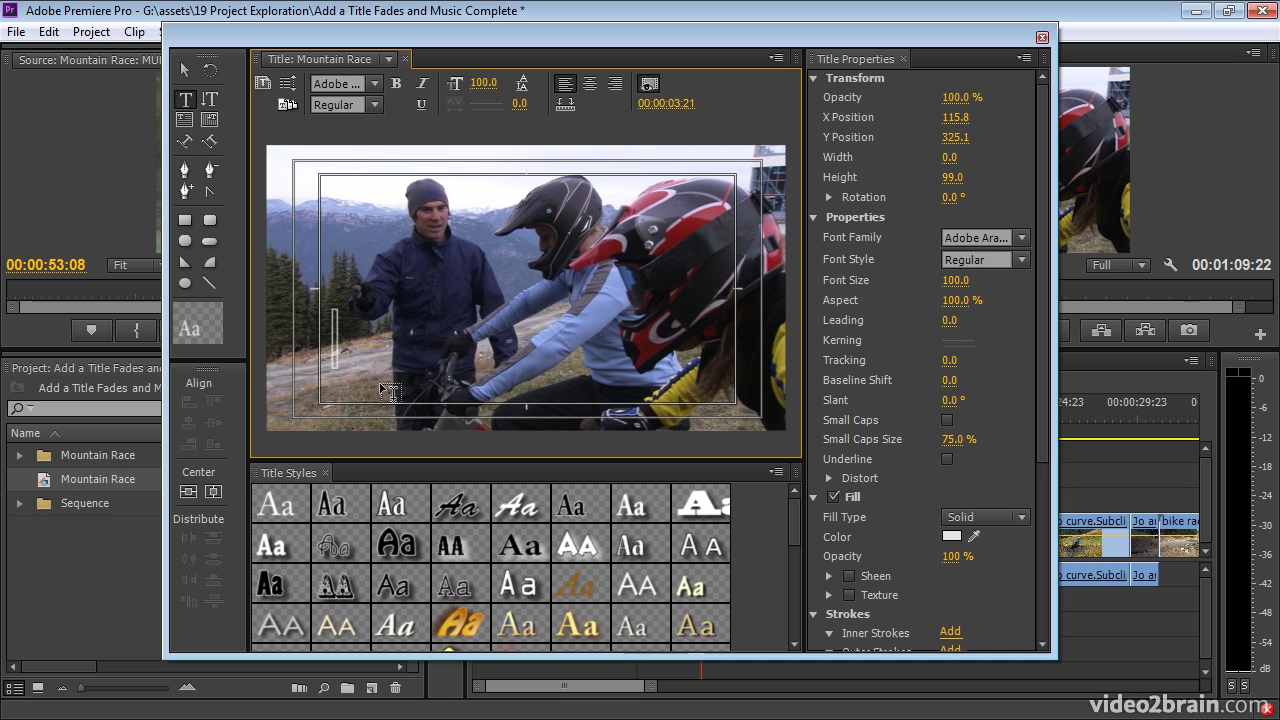 Pr Adobe Premiere Pro - G:\assets\19 Project Exploration\Add a Title Fades and Music Complete *
File Edit Project Clip
Source: Mountain Race: MU
00:00:53:08
Fit
Project: Add a Title Fades and
Add a Title Fades and M
Name
Mountain Race
Mountain Race
Sequence
Aa
Align
Center
Distribute
Title: Mountain Race
Adobe ...
B
T
100.0
Regular
U
0.0
00:00:03:21
Title Styles
Aa Aa Aa Aa Aa Aa Aa Aa
Aa Aa Aa AA Aa AA Aa AA
Aa AA Aa Aa Aa Aa AA Aa
AA AA Aa Aa Aa Aa Aa Aa
Title Properties
Transform
Opacity 100.0 %
X Position 115.8
Y Position 325.1
Width 0.0
Height 99.0
Rotation 0.0 °
Properties
Font Family Adobe Ara...
Font Style Regular
Font Size 100.0
Aspect 100.0 %
Leading 0.0
Kerning
Tracking 0.0
Baseline Shift 0.0
Slant 0.0 °
Small Caps
Small Caps Size 75.0 %
Underline
Distort
Fill
Fill Type Solid
Color
Opacity 100 %
Sheen
Texture
Strokes
Inner Strokes Add
Outer Strokes Add
Full
00:01:09:22
24:23 00:00:29:23 0
o curve.Subcli Jo ar bike ra
o curve.Subcli Jo ar
0
-6
-12
-18
-24
-30
-36
-42
-48
-54
dB
S S
video2brain.com